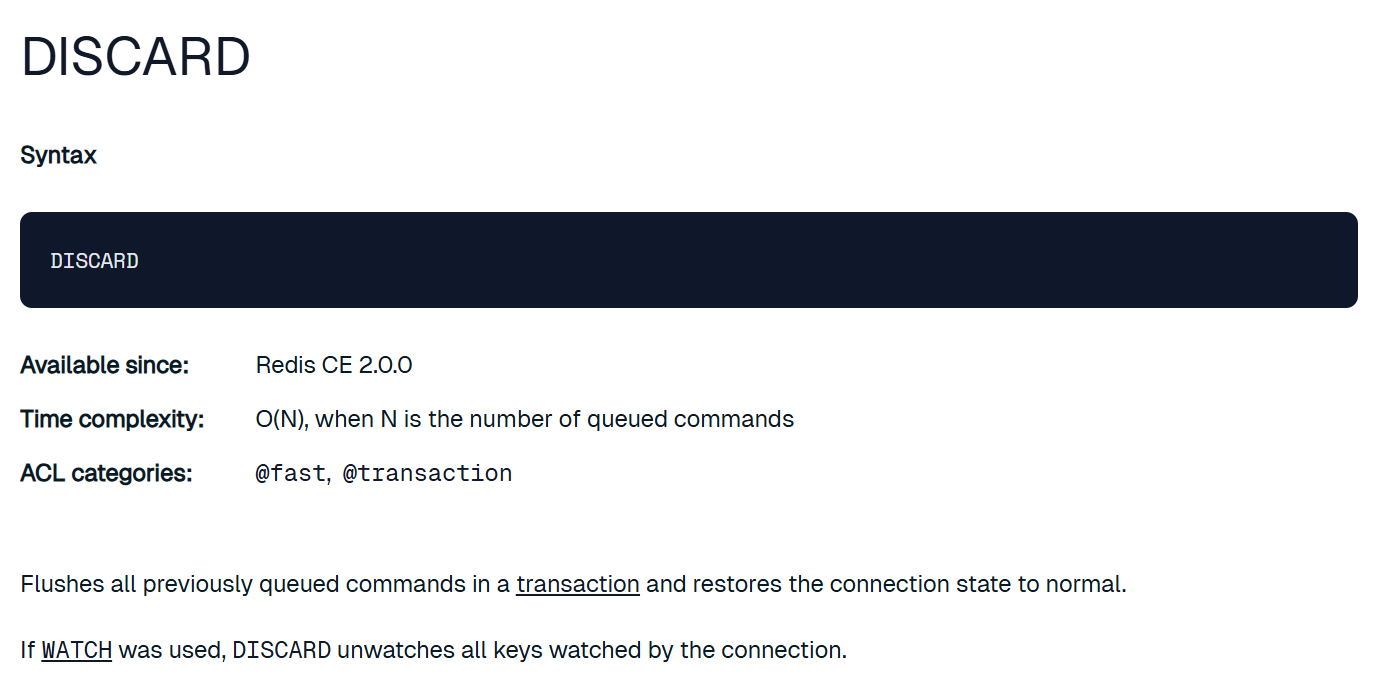 DISCARD
Syntax
DISCARD
Available since: Redis CE 2.0.0
Time complexity: O(N), when N is the number of queued commands
ACL categories: @fast, @transaction
Flushes all previously queued commands in a transaction and restores the connection state to normal.
If WATCH was used, DISCARD unwatches all keys watched by the connection.